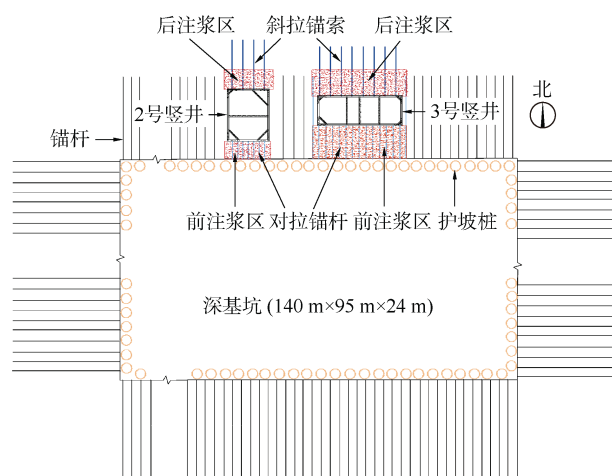 后注浆区 斜拉锚索 后注浆区
北
2号竖井 3号竖井
锚杆
前注浆区 对拉锚杆 前注浆区 护坡桩
深基坑 (140 m×95 m×24 m)